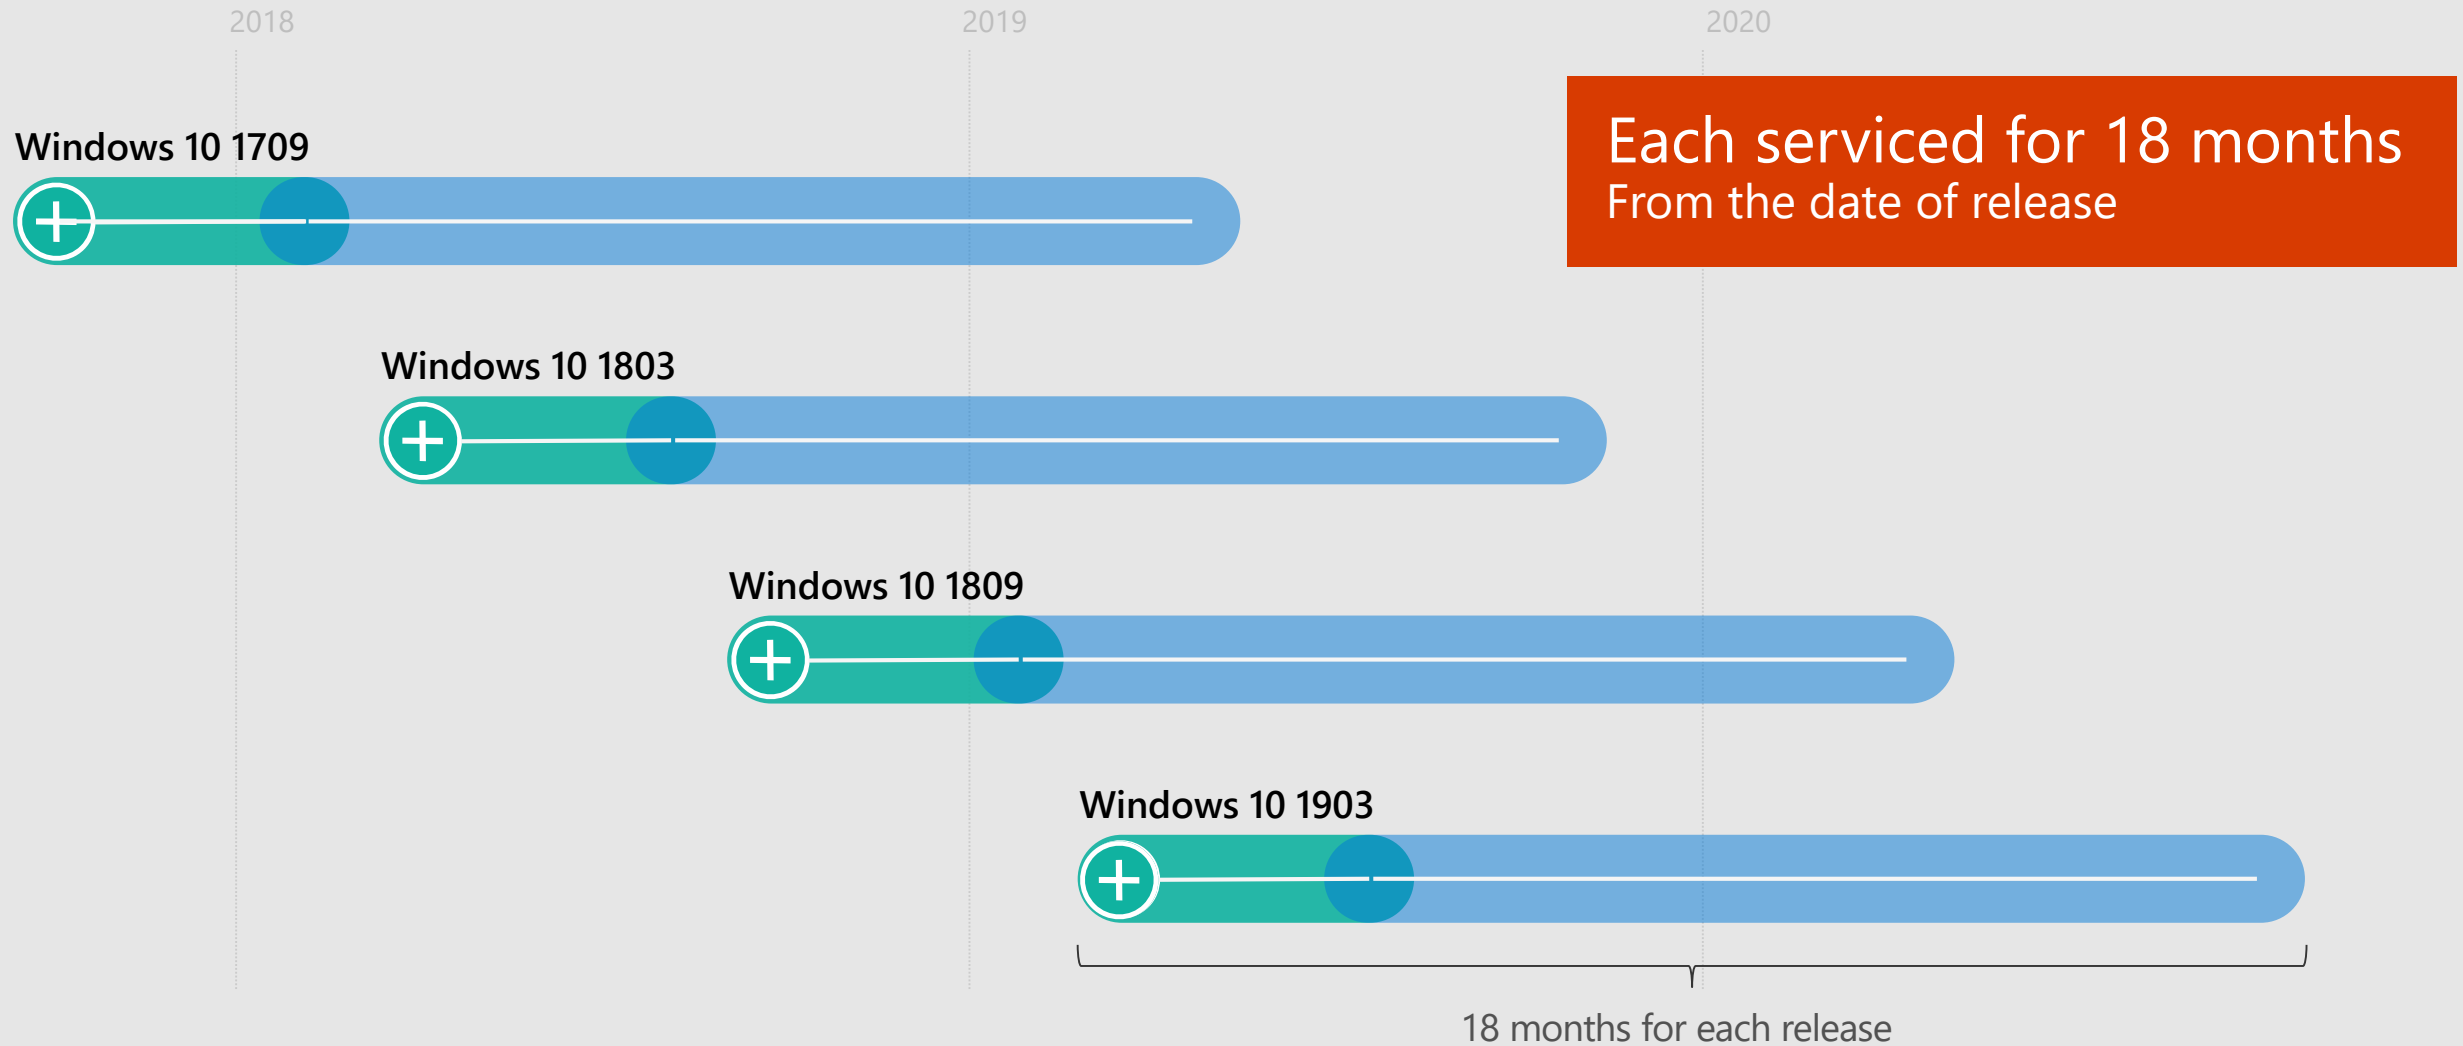 2018
2019
2020
Each serviced for 18 months
From the date of release
Windows 10 1709
Windows 10 1803
Windows 10 1809
Windows 10 1903
18 months for each release